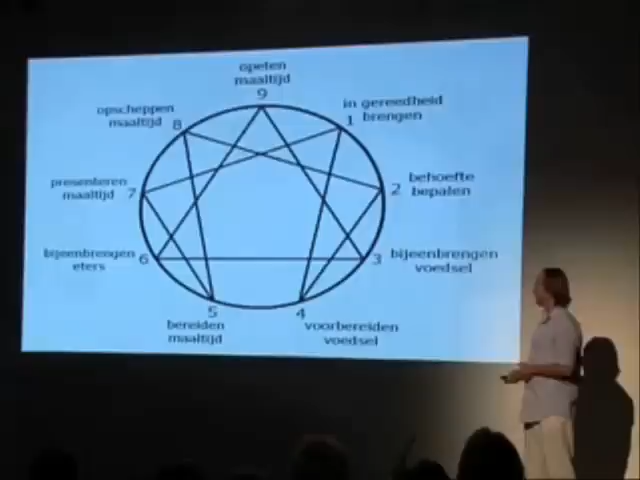 opeten
maaltijd
9
in gereedheid
1 brengen
2 behoefte
bepalen
3 bijeenbrengen
voedsel
4
voorbereiden
voedsel
5
bereiden
maaltijd
bijeenbrengen 6
eters
presenteren
maaltijd 7
opscheppen
maaltijd 8